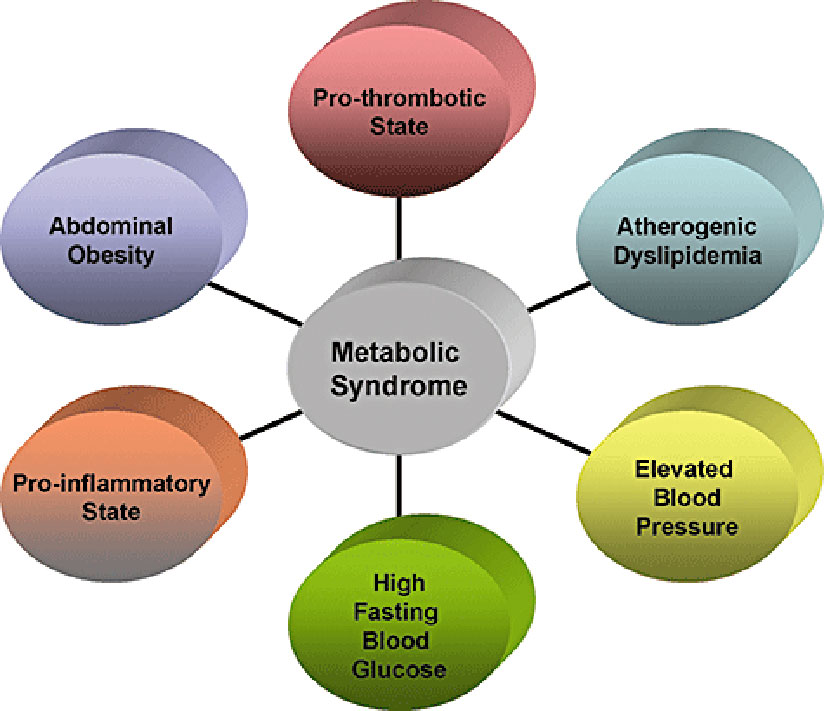 Pro-thrombotic
State
Abdominal
Obesity
Atherogenic
Dyslipidemia
Metabolic
Syndrome
Pro-inflammatory
State
Elevated
Blood
Pressure
High
Fasting
Blood
Glucose